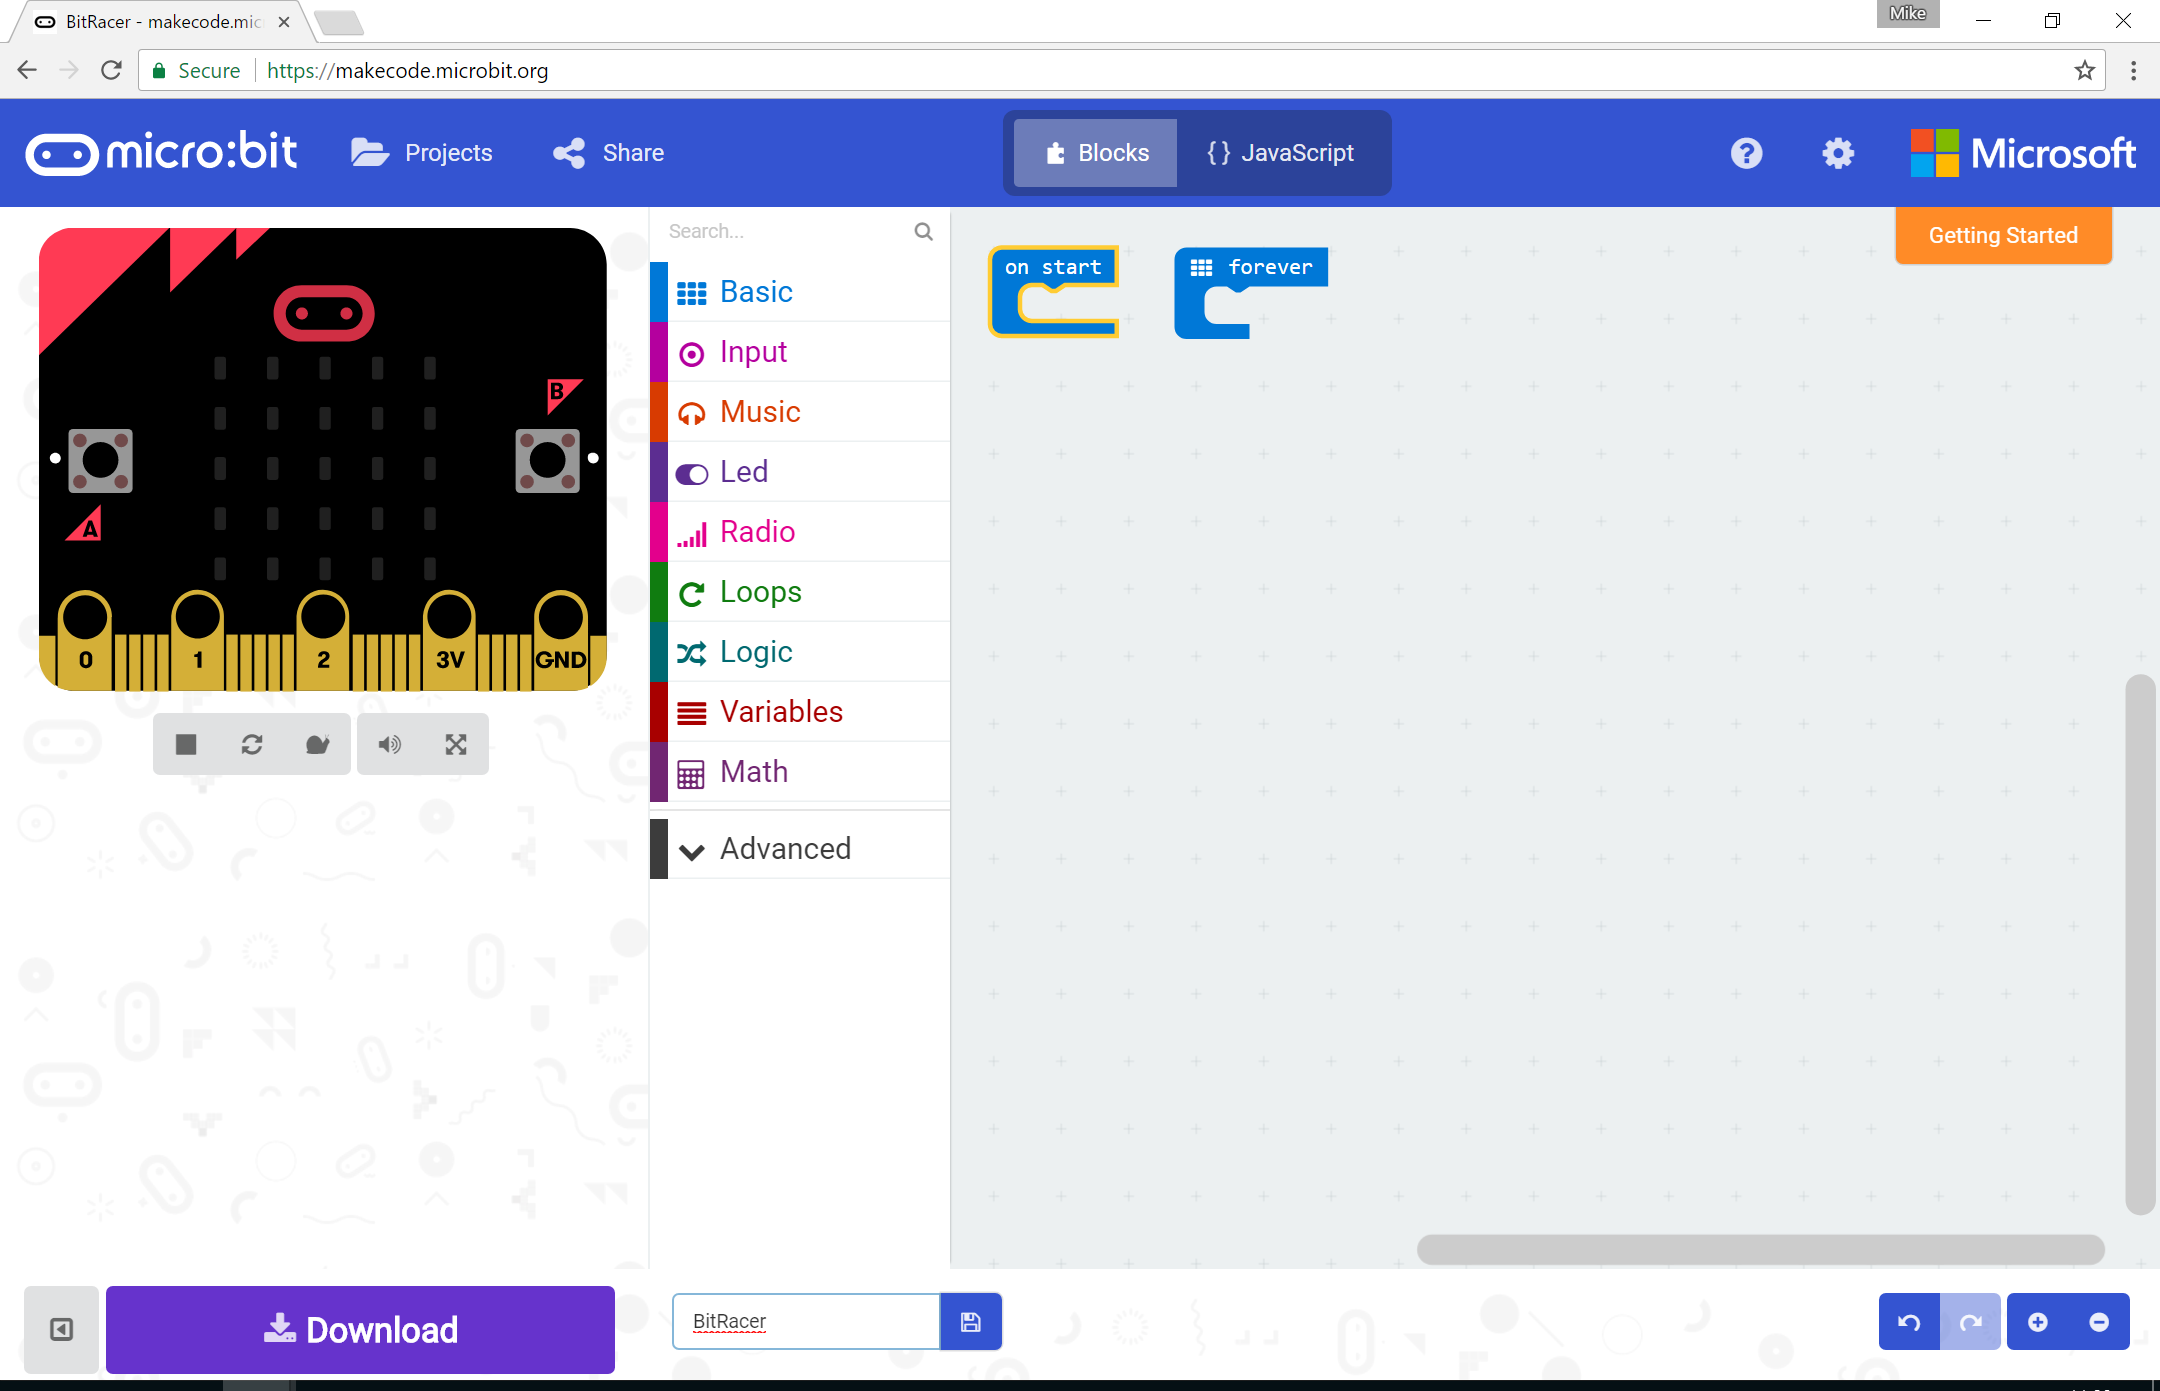 BitRacer - makecode.mic
Mike
Secure
https://makecode.microbit.org
micro:bit
Projects
Share
Blocks
{} JavaScript
Microsoft
Getting Started
Search...
Basic
Input
Music
Led
Radio
Loops
Logic
Variables
Math
Advanced
on start
forever
B
A
0
1
2
3V
GND
Download
BitRacer